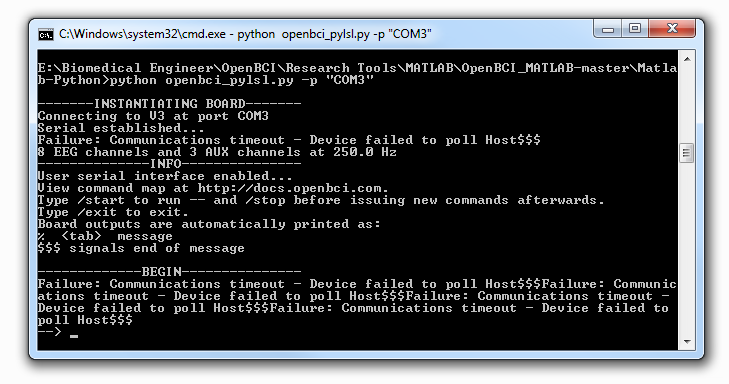 C:\Windows\system32\cmd.exe - python  openbci_pylsl.py -p "COM3"
E:\Biomedical Engineer\OpenBCI\Research Tools\MATLAB\OpenBCI_MATLAB-master\Matla
b-Python>python openbci_pylsl.py -p "COM3"
-------INSTANTIATING BOARD-------
Connecting to V3 at port COM3
Serial established...
Failure: Communications timeout - Device failed to poll Host$$$
8 EEG channels and 3 AUX channels at 250.0 Hz
--------------INFO---------------
User serial interface enabled...
View command map at http://docs.openbci.com.
Type /start to run -- and /stop before issuing new commands afterwards.
Type /exit to exit.
Board outputs are automatically printed as:
%  <tab>  message
$$$ signals end of message
-------------BEGIN---------------
Failure: Communications timeout - Device failed to poll Host$$$Failure: Communic
ations timeout - Device failed to poll Host$$$Failure: Communications timeout -
Device failed to poll Host$$$Failure: Communications timeout - Device failed to
poll Host$$$
--> _